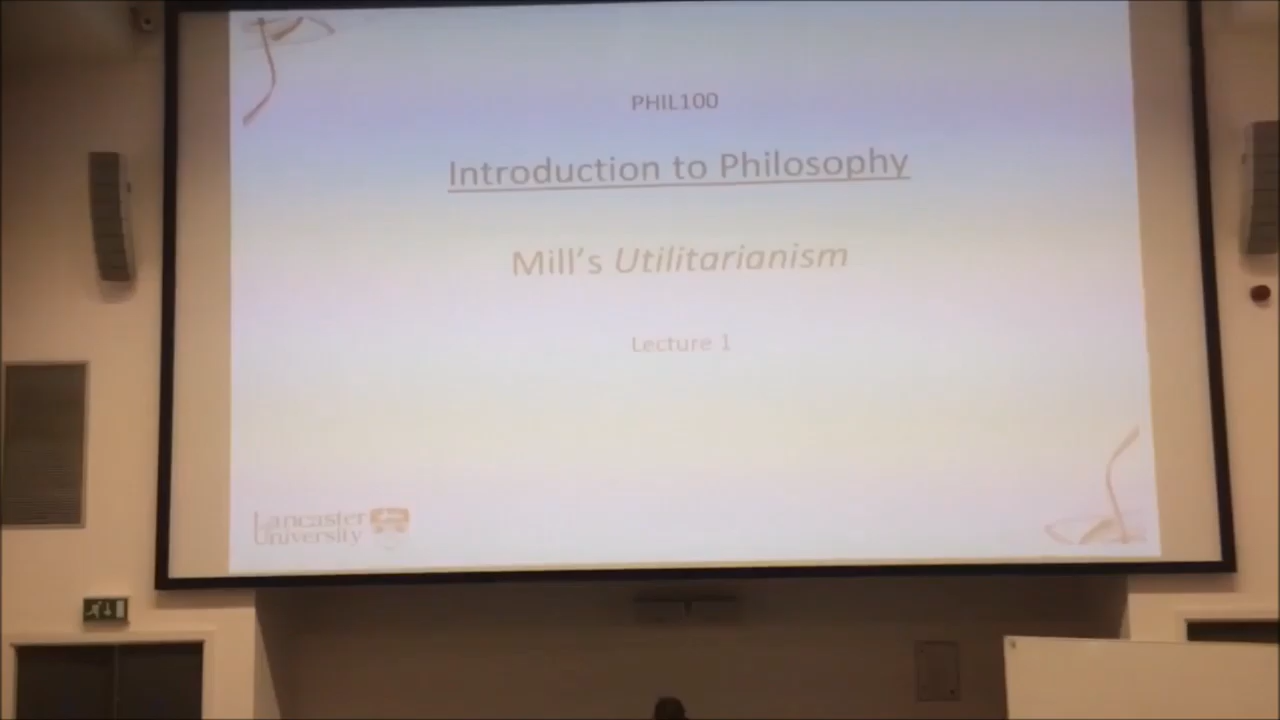 PHIL100
Introduction to Philosophy
Mill's Utilitarianism
Lecture 1
Lancaster
University